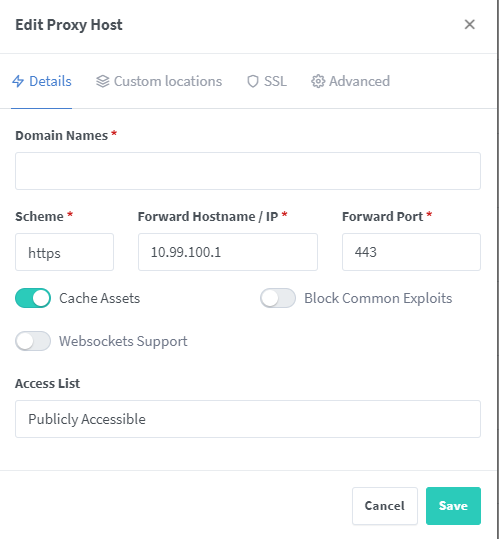 Edit Proxy Host
Details Custom locations SSL Advanced
Domain Names *
Scheme * Forward Hostname / IP * Forward Port *
https 10.99.100.1 443
Cache Assets Block Common Exploits
Websockets Support
Access List
Publicly Accessible
Cancel Save